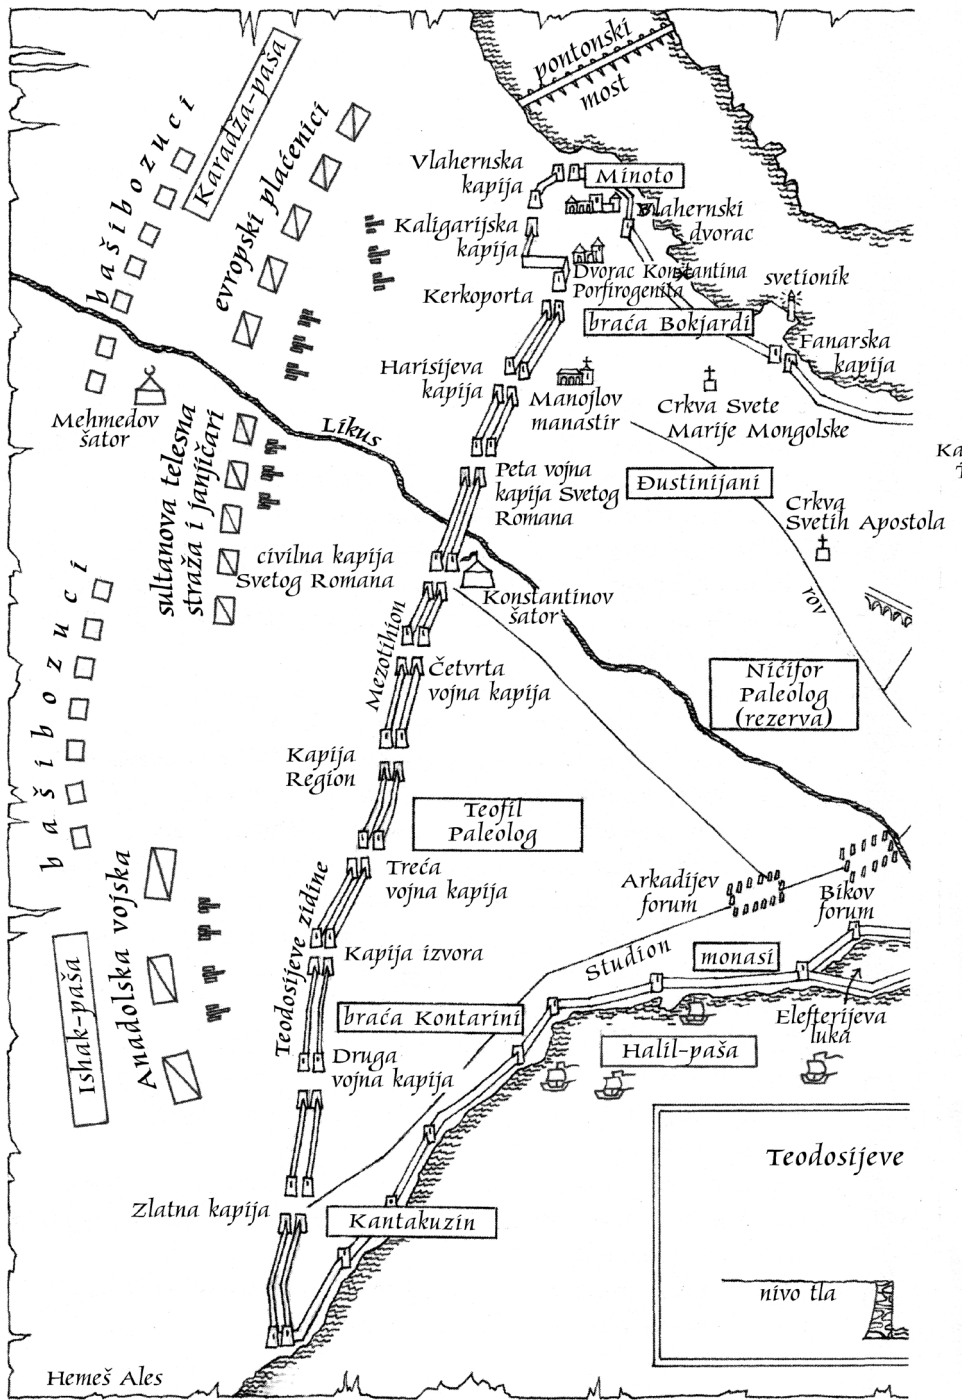 pontonski
most
Karadža-paša
bašibozuci
evropski plaćenici
Vlahernska
kapija
Minoto
Vlahernski
dvorac
Kaligarijska
kapija
Dvorac Konstantina
Porfirogenita
svetionik
Kerkoporta
braća Bokjardi
Fanarska
kapija
Harisijeva
kapija
Manojlov
manastir
Crkva Svete
Marije Mongolske
Mehmedov
šator
Likus
sultanova telesna
straža i janjičari
Peta vojna
kapija Svetog
Romana
Đustinijani
Crkva
Svetih Apostola
civilna kapija
Svetog Romana
Konstantinov
šator
rov
bašibozuci
Mezotihion
Četvrta
vojna kapija
Nićifor
Paleolog
(rezerva)
Kapija
Region
Teofil
Paleolog
Treća
vojna kapija
Arkadijev
forum
Bikov
forum
Anadolska vojska
Ishak-paša
Teodosijeve zidine
Kapija izvora
Studion
monasi
braća Kontarini
Elefterijeva
luka
Halil-paša
Druga
vojna kapija
Teodosijeve
Zlatna kapija
Kantakuzin
nivo tla
Hemeš Ales